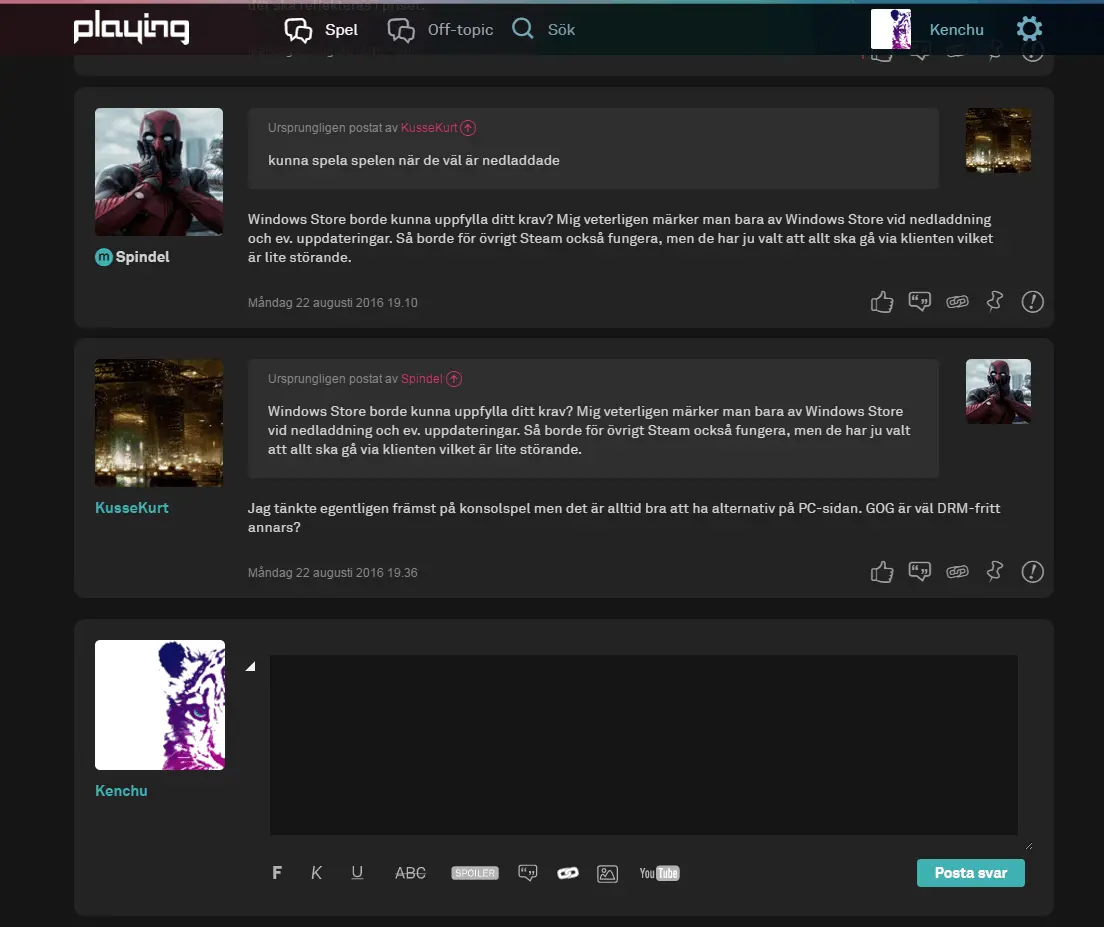 det ska reflekteras i priset.
playing
Spel
Off-topic
Sök
Kenchu
Ursprungligen postat av KusseKurt
kunna spela spelen när de väl är nedladdade
Windows Store borde kunna uppfylla ditt krav? Mig veterligen märker man bara av Windows Store vid nedladdning
och ev. uppdateringar. Så borde för övrigt Steam också fungera, men de har ju valt att allt ska gå via klienten vilket
är lite störande.
m Spindel
Måndag 22 augusti 2016 19.10
Ursprungligen postat av Spindel
Windows Store borde kunna uppfylla ditt krav? Mig veterligen märker man bara av Windows Store
vid nedladdning och ev. uppdateringar. Så borde för övrigt Steam också fungera, men de har ju valt
att allt ska gå via klienten vilket är lite störande.
KusseKurt
Jag tänkte egentligen främst på konsolspel men det är alltid bra att ha alternativ på PC-sidan. GOG är väl DRM-fritt
annars?
Måndag 22 augusti 2016 19.36
Kenchu
F K U ABC SPOILER YouTube
Posta svar